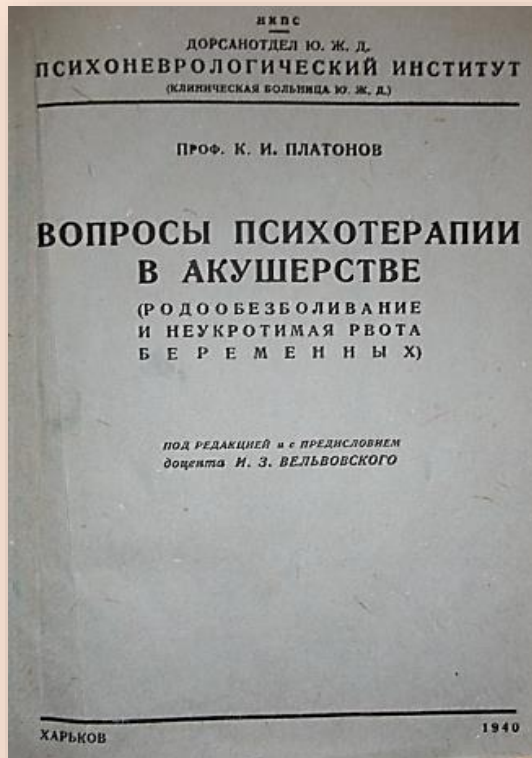 НКПС
ДОРСАНОТДЕЛ Ю. Ж. Д.
ПСИХОНЕВРОЛОГИЧЕСКИЙ ИНСТИТУТ
(КЛИНИЧЕСКАЯ БОЛЬНИЦА Ю. Ж. Д.)
ПРОФ. К. И. ПЛАТОНОВ
ВОПРОСЫ ПСИХОТЕРАПИИ
В АКУШЕРСТВЕ
(РОДООБЕЗБОЛИВАНИЕ
И НЕУКРОТИМАЯ РВОТА
БЕРЕМЕННЫХ)
ПОД РЕДАКЦИЕЙ и с ПРЕДИСЛОВИЕМ
доцента И. З. ВЕЛЬВОВСКОГО
ХАРЬКОВ 1940